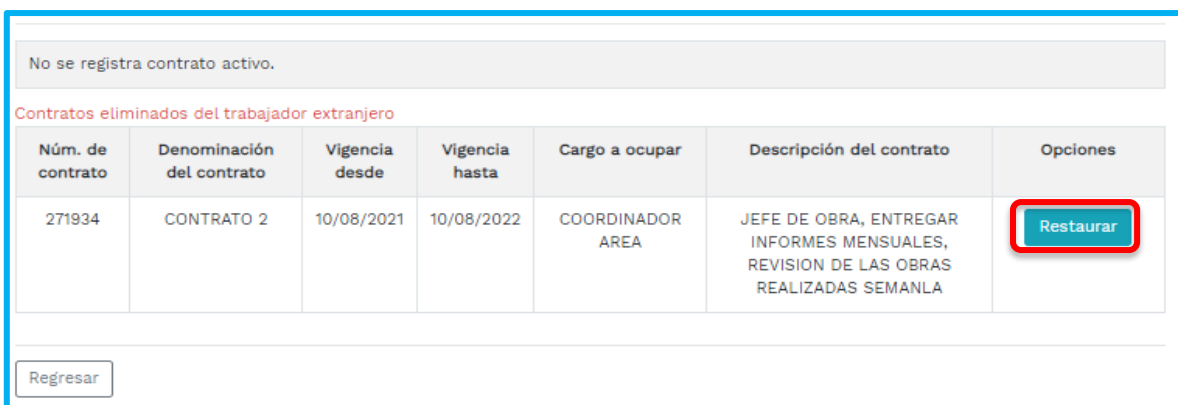 No se registra contrato activo.
Contratos eliminados del trabajador extranjero
Núm. de contrato Denominación del contrato Vigencia desde Vigencia hasta Cargo a ocupar Descripción del contrato Opciones
271934 CONTRATO 2 10/08/2021 10/08/2022 COORDINADOR AREA JEFE DE OBRA, ENTREGAR INFORMES MENSUALES, REVISION DE LAS OBRAS REALIZADAS SEMANLA Restaurar
Regresar